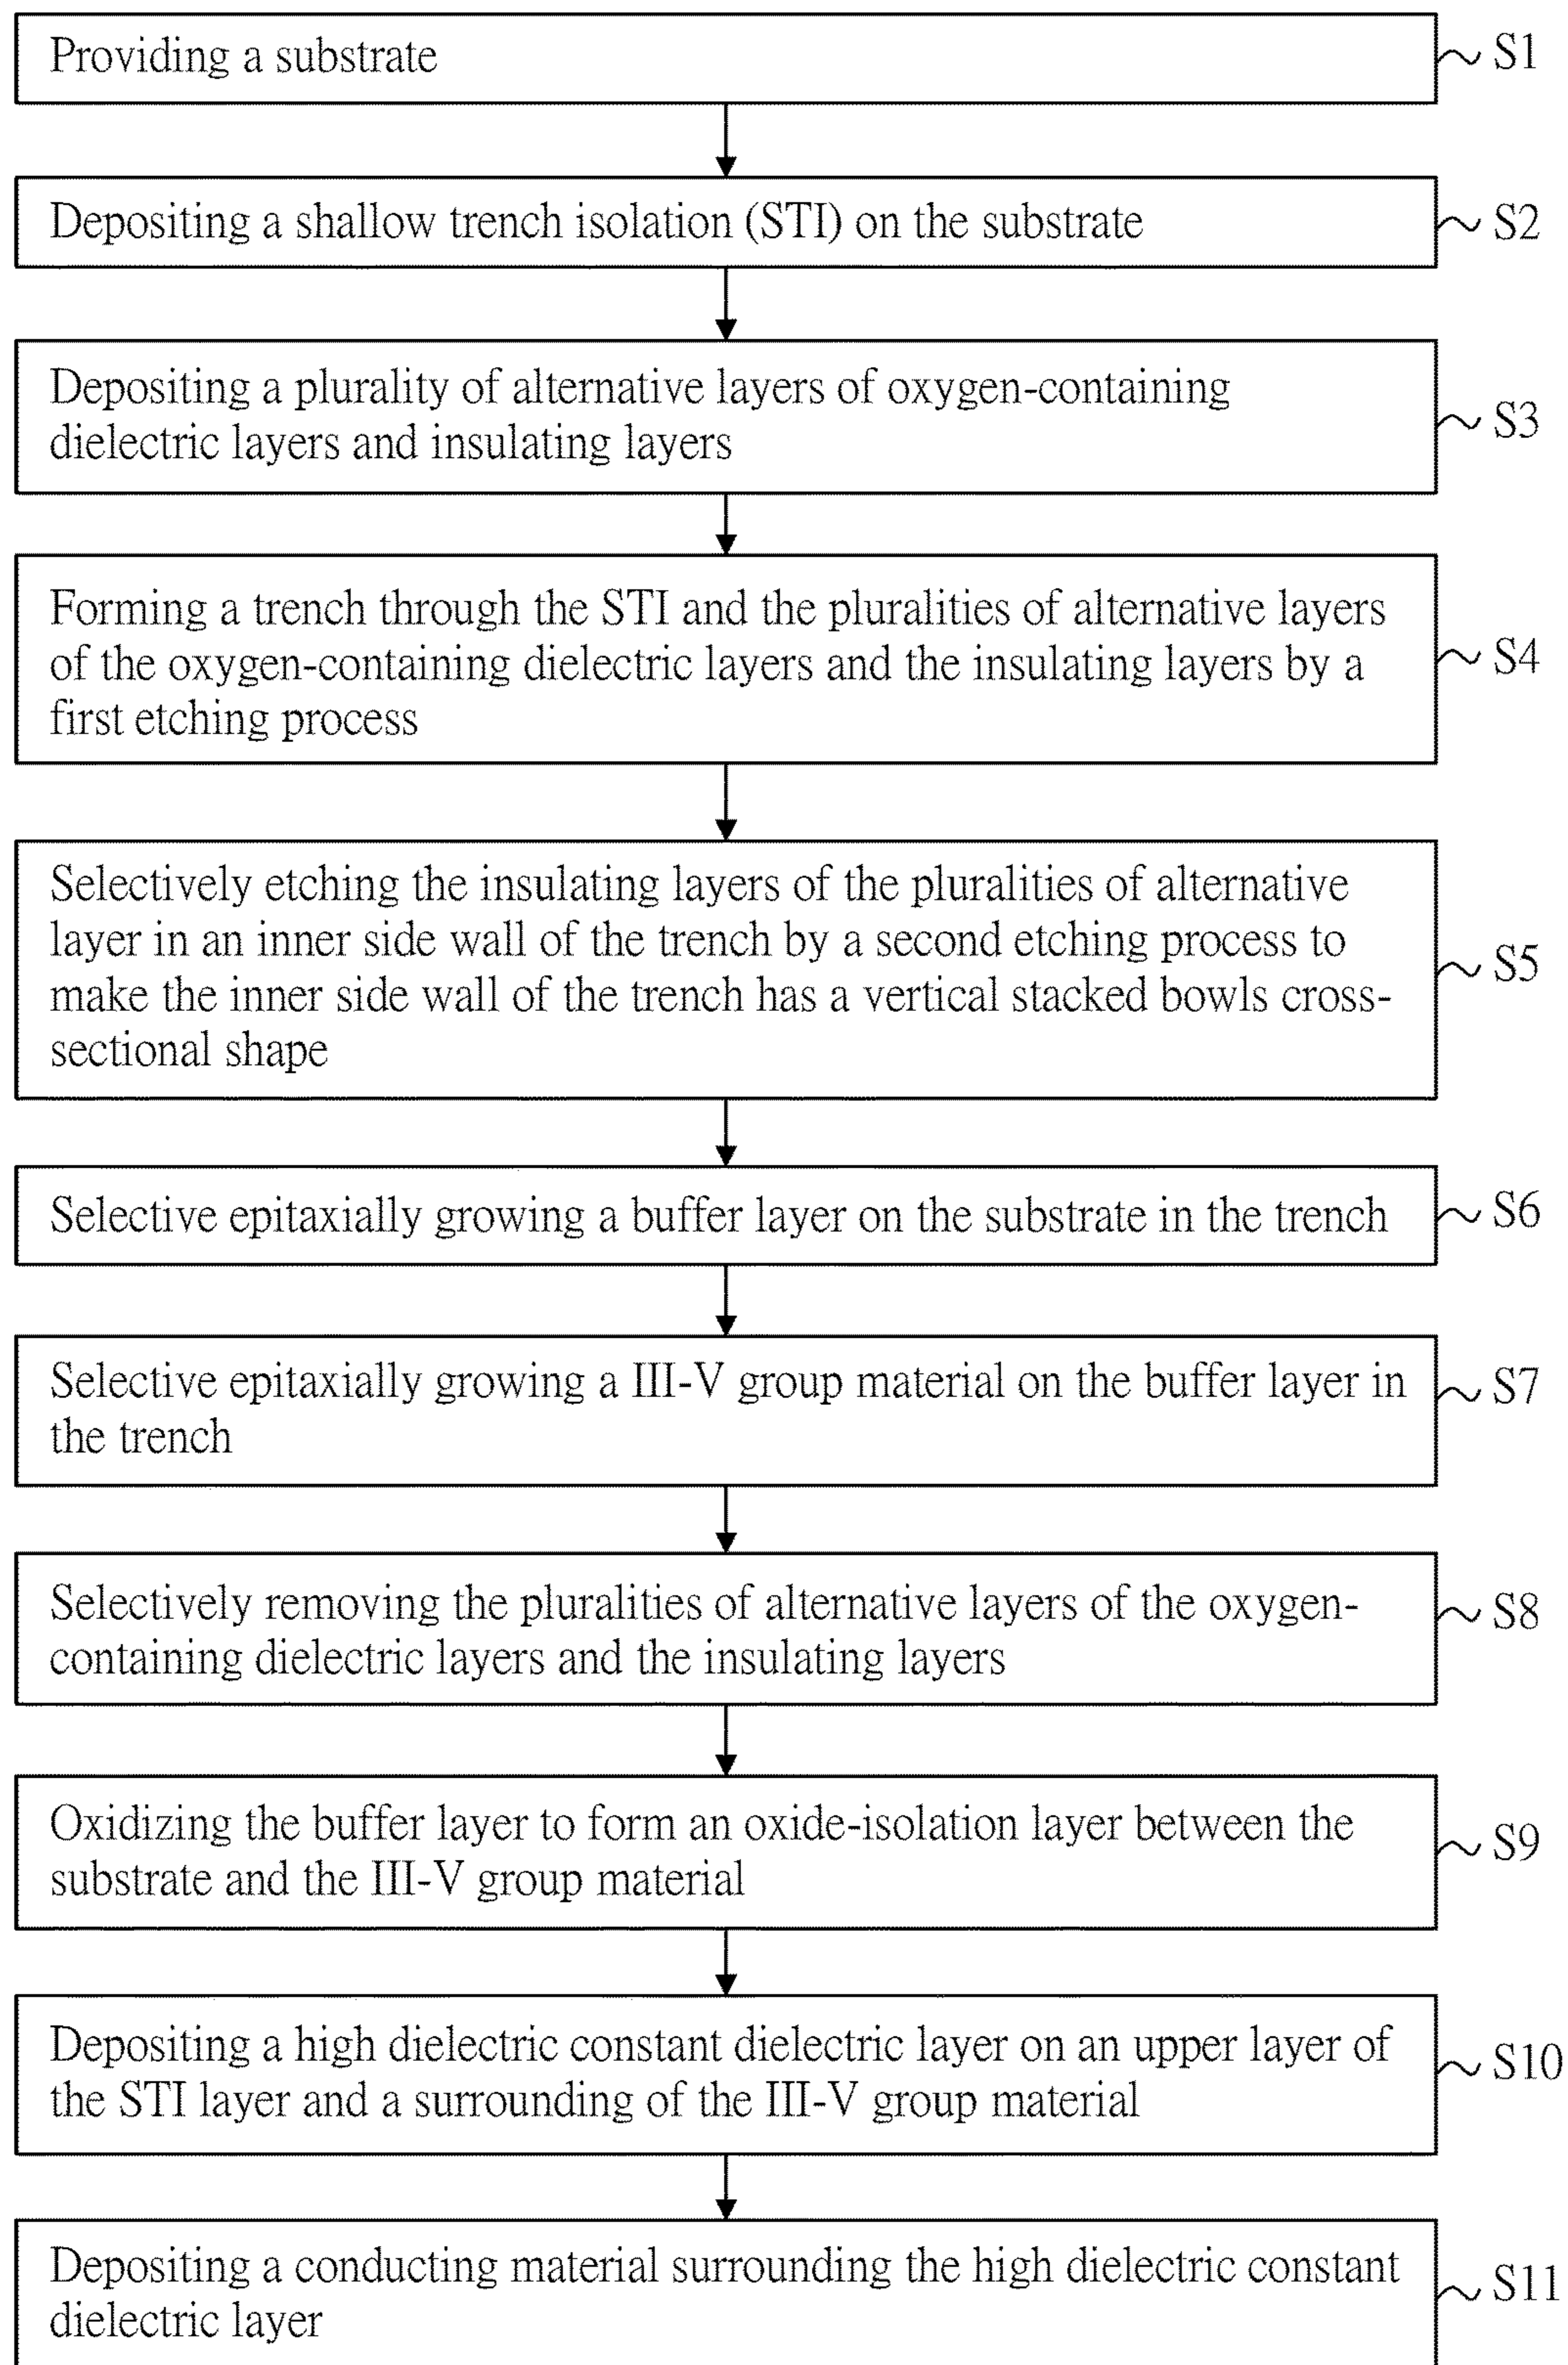 Providing a substrate
S1
Depositing a shallow trench isolation (STI) on the substrate
S2
Depositing a plurality of alternative layers of oxygen-containing
dielectric layers and insulating layers
S3
Forming a trench through the STI and the pluralities of alternative layers
of the oxygen-containing dielectric layers and the insulating layers by a
first etching process
S4
Selectively etching the insulating layers of the pluralities of alternative
layer in an inner side wall of the trench by a second etching process to
make the inner side wall of the trench has a vertical stacked bowls cross-
sectional shape
S5
Selective epitaxially growing a buffer layer on the substrate in the trench
S6
Selective epitaxially growing a III-V group material on the buffer layer in
the trench
S7
Selectively removing the pluralities of alternative layers of the oxygen-
containing dielectric layers and the insulating layers
S8
Oxidizing the buffer layer to form an oxide-isolation layer between the
substrate and the III-V group material
S9
Depositing a high dielectric constant dielectric layer on an upper layer of
the STI layer and a surrounding of the III-V group material
S10
Depositing a conducting material surrounding the high dielectric constant
dielectric layer
S11